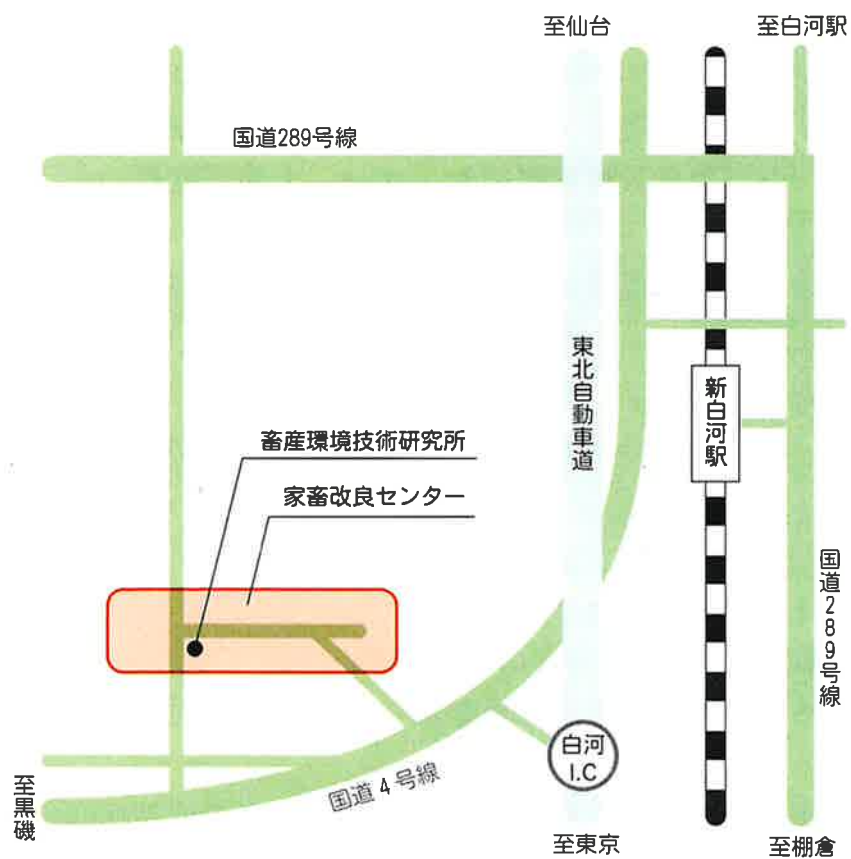 至仙台
至白河駅
国道289号線
東北自動車道
新白河駅
畜産環境技術研究所
家畜改良センター
国道289号線
白河
I.C
国道4号線
至黒磯
至東京
至棚倉